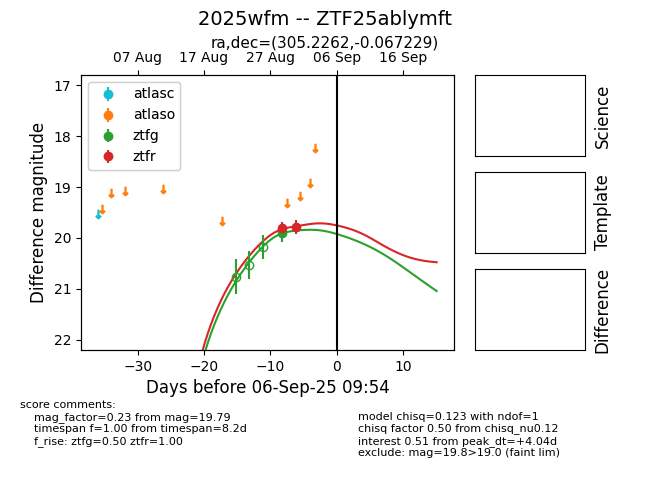 2025wfm -- ZTF25ablymft
ra,dec=(305.2262,-0.067229)
07 Aug 17 Aug 27 Aug 06 Sep 16 Sep
atlasc
atlaso
ztfg
ztfr
17
18
19
20
21
22
Difference magnitude
−30 −20 −10 0 10
Days before 06-Sep-25 09:54
Science
Template
Difference
score comments:
mag_factor=0.23 from mag=19.79
timespan f=1.00 from timespan=8.2d
f_rise: ztfg=0.50 ztfr=1.00
model chisq=0.123 with ndof=1
chisq factor 0.50 from chisq_nu0.12
interest 0.51 from peak_dt=+4.04d
exclude: mag=19.8>19.0 (faint lim)